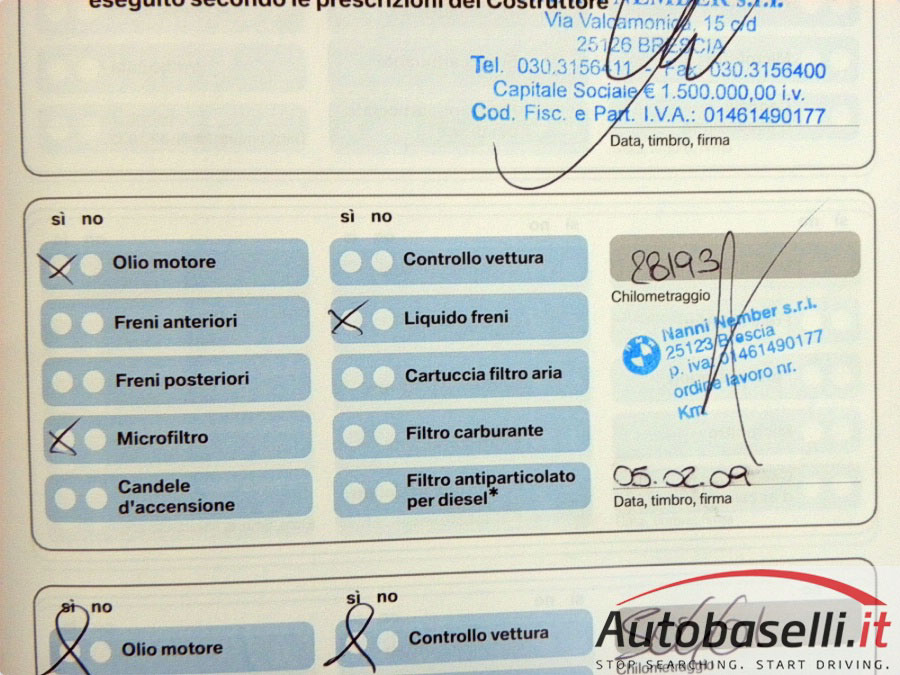 eseguito secondo le prescrizioni del Costruttore
NEMBER s.r.l.
Via Valcamonica, 15 c/d
25126 BRESCIA
Tel. 030.3156411 - Fax 030.3156400
Capitale Sociale € 1.500.000,00 i.v.
Cod. Fisc. e Part. I.V.A.: 01461490177
Data, timbro, firma
sì no
Olio motore
Freni anteriori
Freni posteriori
Microfiltro
Candele
d'accensione
sì no
Controllo vettura
Liquido freni
Cartuccia filtro aria
Filtro carburante
Filtro antiparticolato
per diesel*
28193
Chilometraggio
Nanni Nember s.r.l.
25123 Brescia
p. iva 01461490177
ordine lavoro nr.
Km
05.02.09
Data, timbro, firma
sì no
Olio motore
sì no
Controllo vettura
Chilometraggio
Autobaselli.it
STOP SEARCHING. START DRIVING.